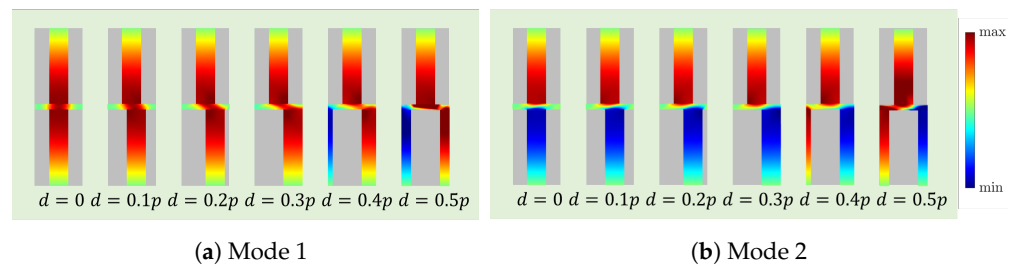 max
min
d = 0 d = 0.1p d = 0.2p d = 0.3p d = 0.4p d = 0.5p
d = 0 d = 0.1p d = 0.2p d = 0.3p d = 0.4p d = 0.5p
(a) Mode 1
(b) Mode 2